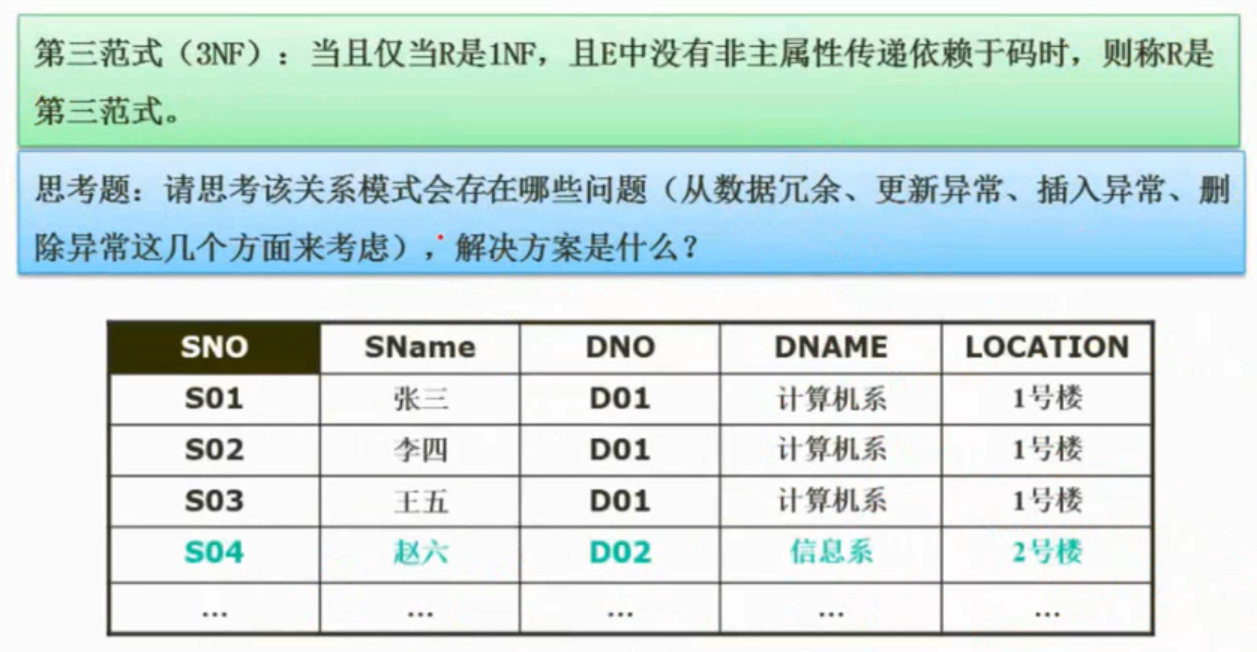 第三范式（3NF）：当且仅当R是1NF，且E中没有非主属性传递依赖于码时，则称R是
第三范式。
思考题：请思考该关系模式会存在哪些问题（从数据冗余、更新异常、插入异常、删
除异常这几个方面来考虑），解决方案是什么？
SNO SName DNO DNAME LOCATION
S01 张三 D01 计算机系 1号楼
S02 李四 D01 计算机系 1号楼
S03 王五 D01 计算机系 1号楼
S04 赵六 D02 信息系 2号楼
... ... ... ... ...